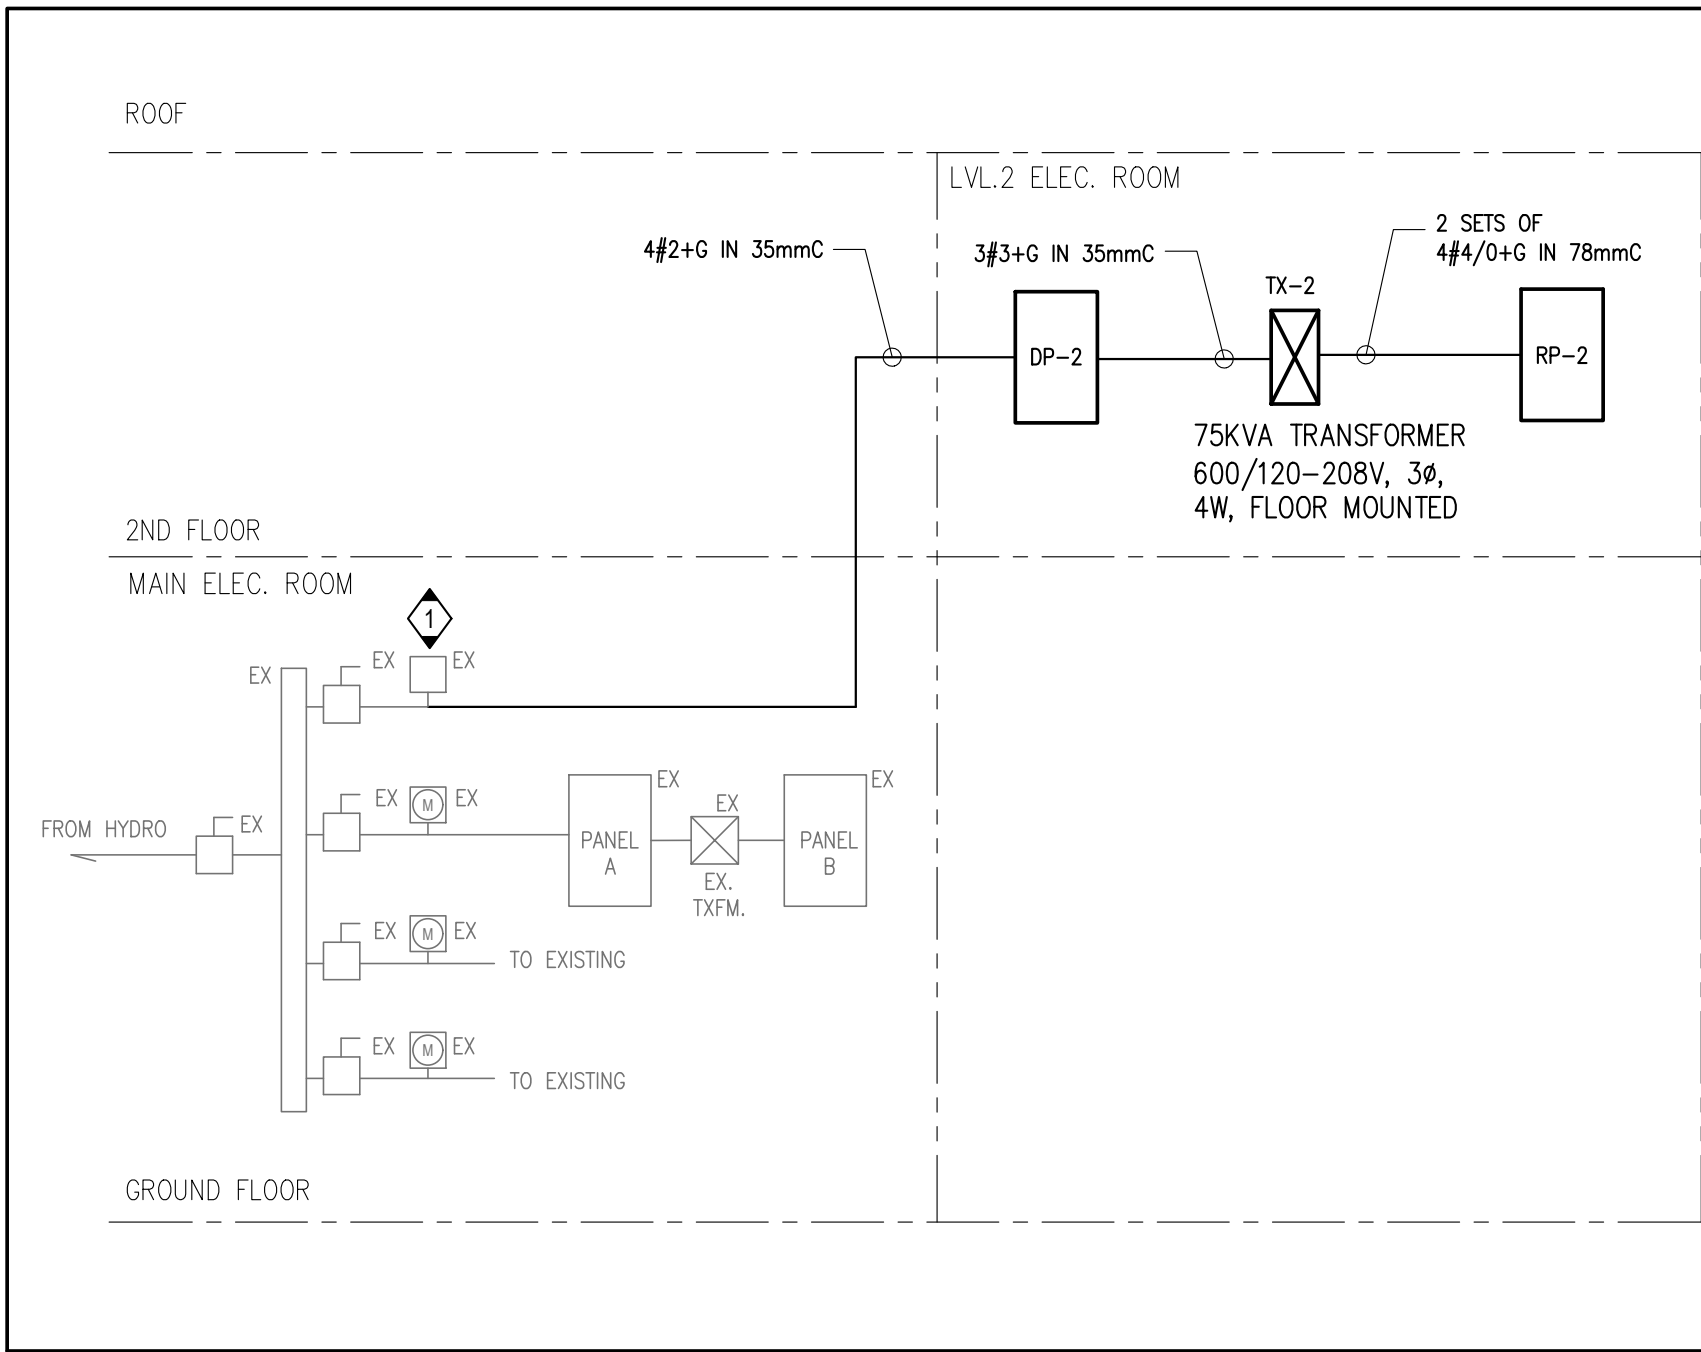 ROOF
LVL.2 ELEC. ROOM
4#2+G IN 35mmC
3#3+G IN 35mmC
2 SETS OF
4#4/0+G IN 78mmC
TX-2
DP-2
RP-2
75KVA TRANSFORMER
600/120-208V, 3ø,
4W, FLOOR MOUNTED
2ND FLOOR
MAIN ELEC. ROOM
1
EX
EX
EX
EX
EX
M
EX
EX
EX
FROM HYDRO
EX
PANEL
A
PANEL
B
EX.
TXFM.
EX
M
EX
TO EXISTING
EX
M
EX
TO EXISTING
GROUND FLOOR